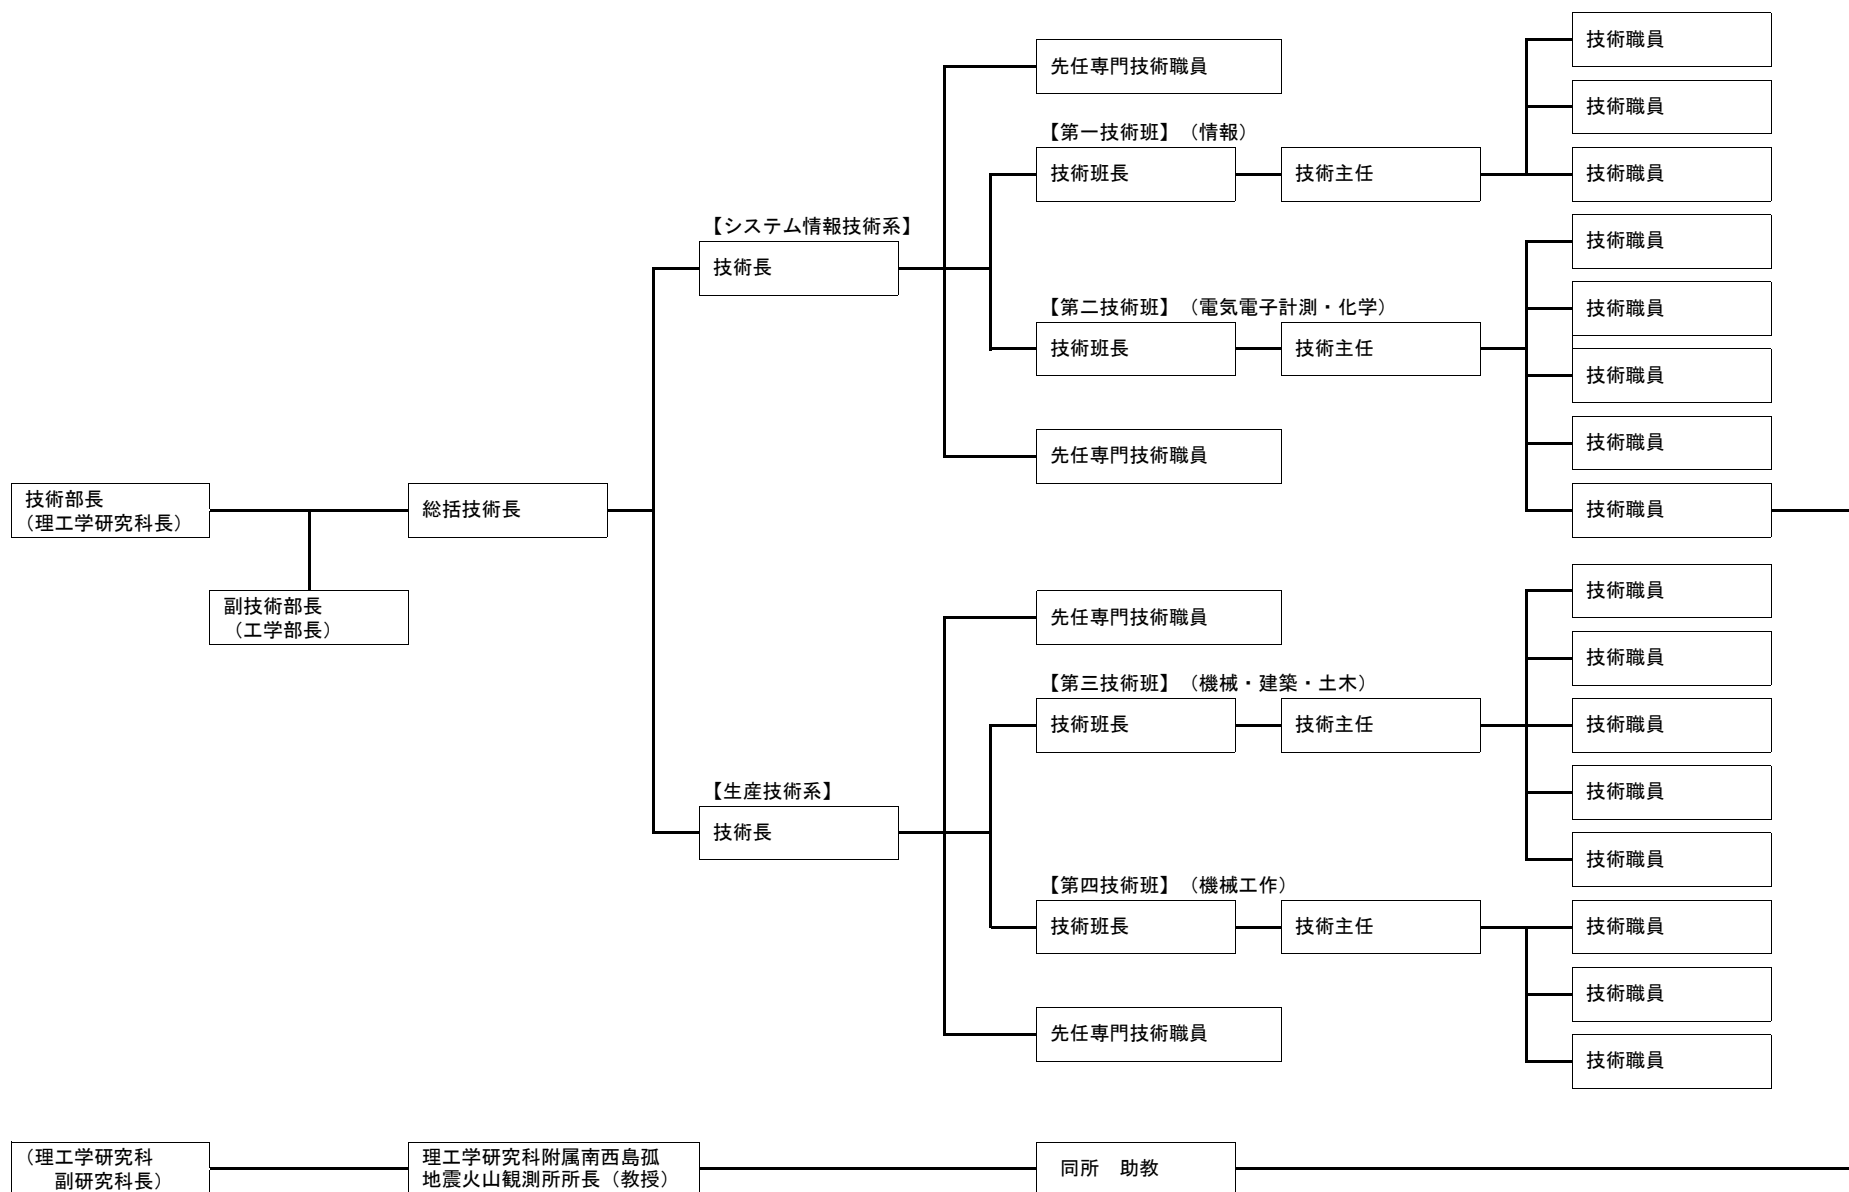 技術職員
先任専門技術職員
技術職員
【第一技術班】（情報）
技術班長
技術主任
技術職員
【システム情報技術系】
技術長
技術職員
【第二技術班】（電気電子計測・化学）
技術職員
技術班長
技術主任
技術職員
先任専門技術職員
技術職員
技術部長
（理工学研究科長）
総括技術長
技術職員
副技術部長
（工学部長）
先任専門技術職員
技術職員
技術職員
【第三技術班】（機械・建築・土木）
技術班長
技術主任
技術職員
【生産技術系】
技術長
技術職員
技術職員
【第四技術班】（機械工作）
技術班長
技術主任
技術職員
技術職員
先任専門技術職員
技術職員
（理工学研究科
副研究科長）
理工学研究科附属南西島孤
地震火山観測所所長（教授）
同所　助教